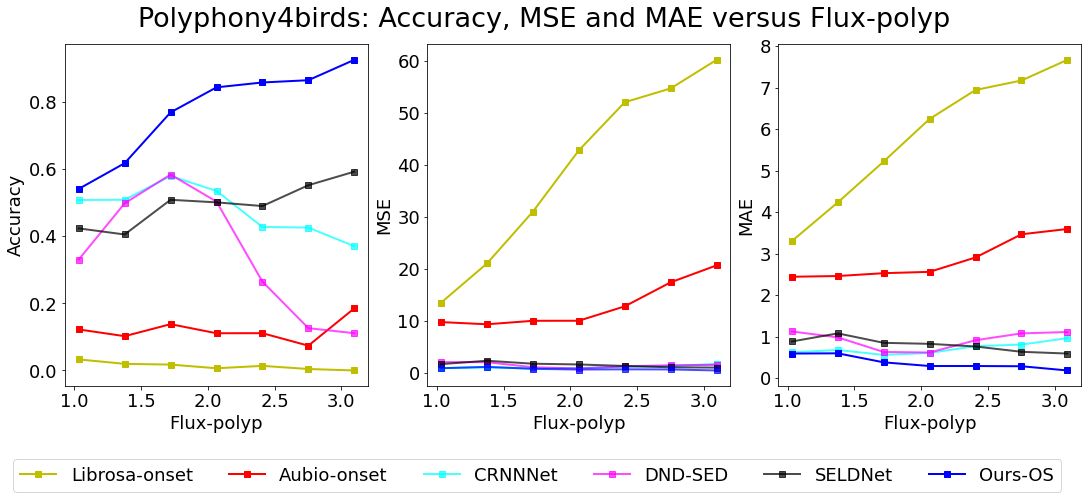 Polyphony4birds: Accuracy, MSE and MAE versus Flux-polyp
Accuracy
0.8
0.6
0.4
0.2
0.0
1.0 1.5 2.0 2.5 3.0
Flux-polyp
MSE
60
50
40
30
20
10
0
1.0 1.5 2.0 2.5 3.0
Flux-polyp
MAE
8
7
6
5
4
3
2
1
0
1.0 1.5 2.0 2.5 3.0
Flux-polyp
Librosa-onset Aubio-onset CRNNNet DND-SED SELDNet Ours-OS